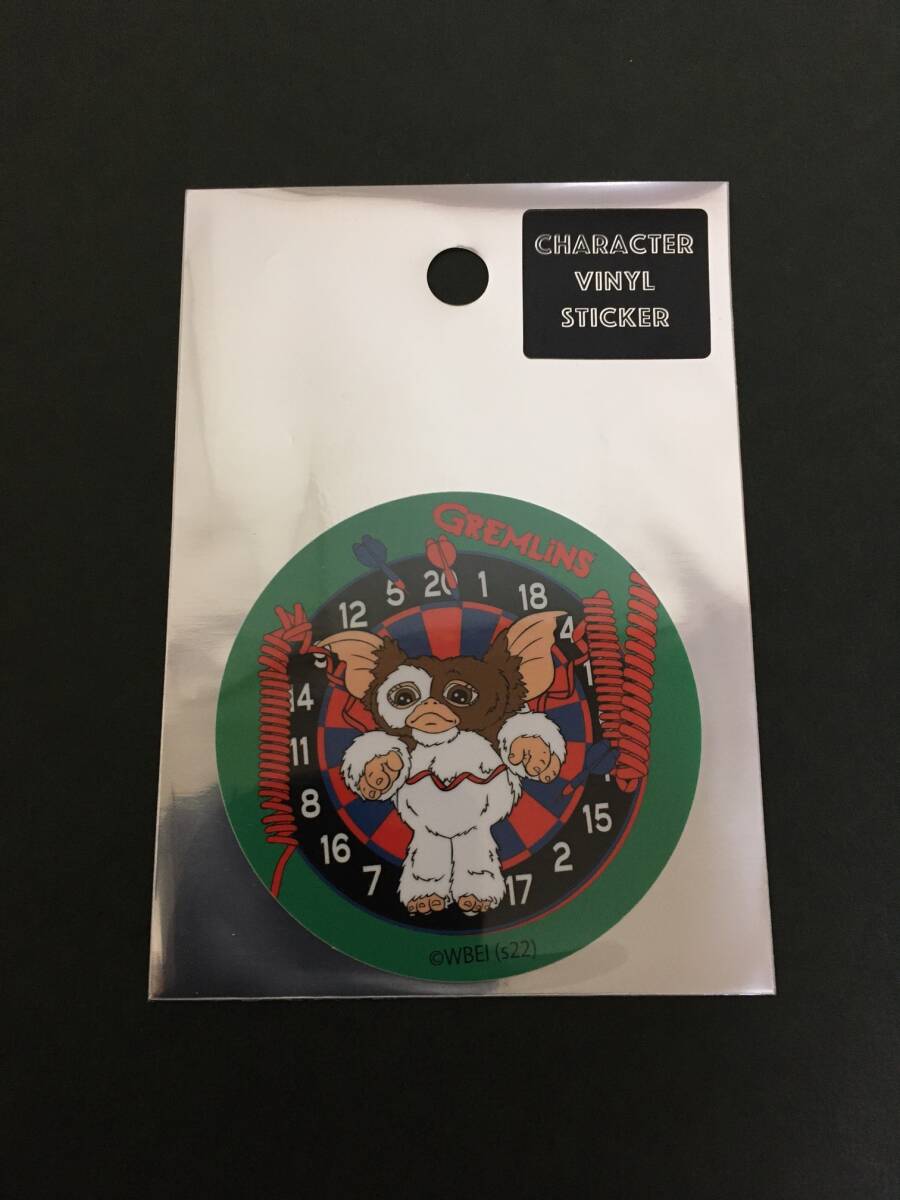 CHARACTER
VINYL
STICKER
GREMLiNS
5 20 1
12 18
4
14
11
8
16 15
7 17 2
©WBEI (s22)